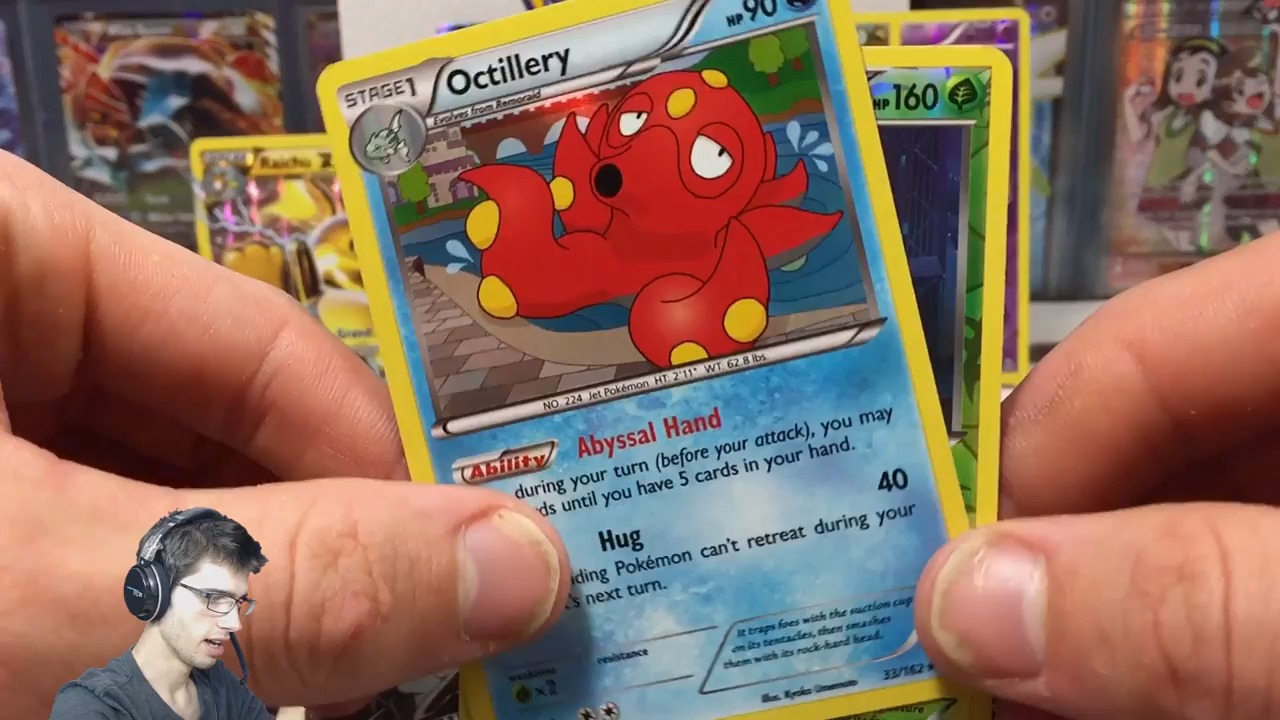 STAGE1
Octillery
HP 90
Evolves from Remoraid
HP 160
Raichu
NO. 224 Jet Pokémon HT. 2'11" WT. 62.8 lbs.
Ability Abyssal Hand
during your turn (before your attack), you may
ds until you have 5 cards in your hand.
Hug 40
ding Pokémon can't retreat during your
's next turn.
weakness
x2
resistance
It traps foes with the suction cups
on its tentacles, then smashes
them with its rock-hard head.
Illus. Kyoko Umemoto
33/162